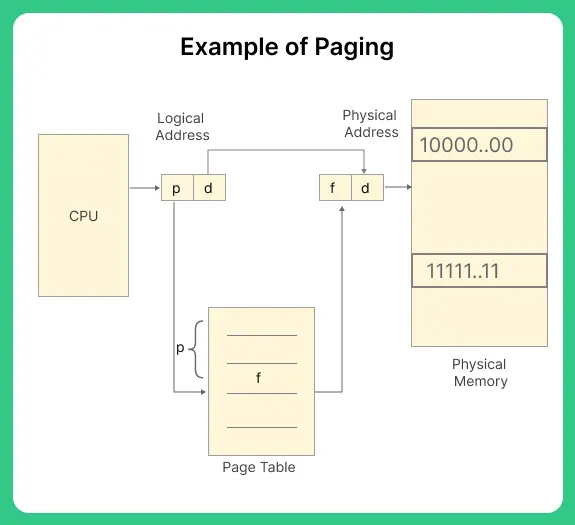 Example of Paging
Logical
Address
Physical
Address
10000..00
CPU
p d
f d
11111..11
p
f
Physical
Memory
Page Table